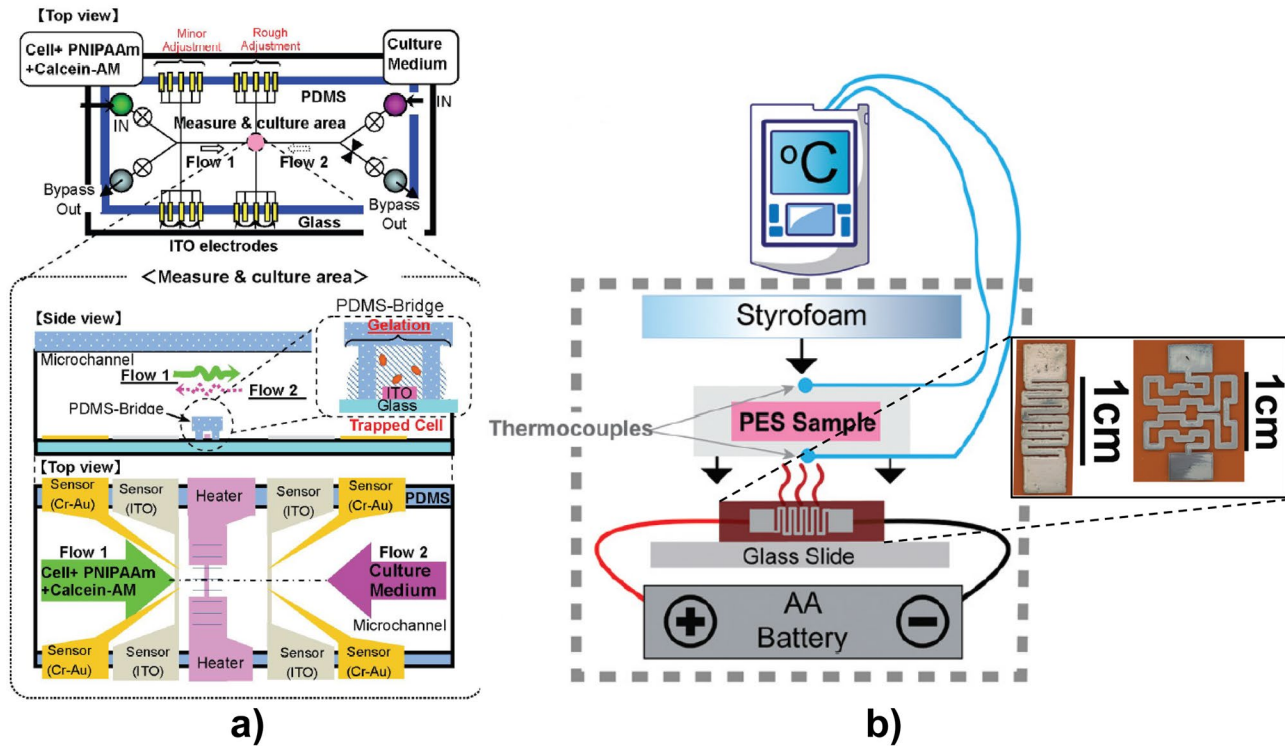 【Top view】
Cell+ PNIPAAm
+Calcein-AM
Minor
Adjustment
Rough
Adjustment
Culture
Medium
PDMS
IN
IN
Measure & culture area
Flow 1
Flow 2
Bypass
Out
Bypass
Out
Glass
ITO electrodes
<Measure & culture area>
【Side view】
PDMS-Bridge
Gelation
Microchannel
Flow 1
Flow 2
ITO
Glass
PDMS-Bridge
Trapped Cell
【Top view】
Sensor
(Cr-Au)
Sensor
(ITO)
Heater
Sensor
(ITO)
Sensor
(Cr-Au)
PDMS
Flow 1
Cell+ PNIPAAm
+Calcein-AM
Flow 2
Culture
Medium
Microchannel
Sensor
(Cr-Au)
Sensor
(ITO)
Heater
Sensor
(ITO)
Sensor
(Cr-Au)
a)
°C
Styrofoam
PES Sample
Thermocouples
1cm
1cm
Glass Slide
AA
Battery
+
−
b)